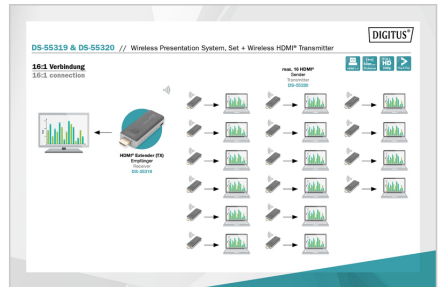 DIGITUS®
DS-55319 & DS-55320 // Wireless Presentation System, Set + Wireless HDMI® Transmitter
16:1 Verbindung
16:1 connection
max. 16 HDMI®
Sender
Transmitter
DS-55320
HD
HDMI® Extender (TX)
Empfänger
Receiver
DS-55319